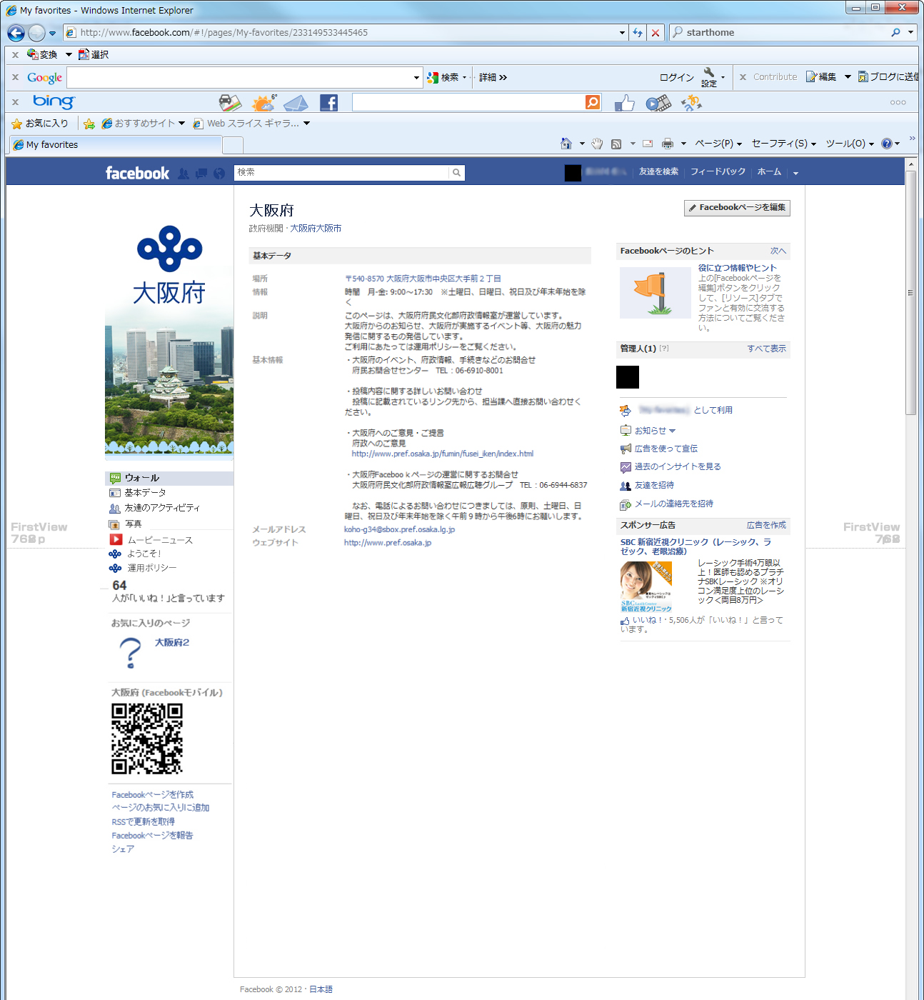 My favorites - Windows Internet Explorer
http://www.facebook.com/#!/pages/My-favorites/233149533445465
starthome
x 変換 選択
x Google 検索 詳細 ログイン 設定 x Contribute 編集 ブログに送信
x bing 6°
お気に入り おすすめサイト Web スライス ギャラ...
My favorites
ページ(P) セーフティ(S) ツール(O)
facebook 検索 友達を検索 フィードバック ホーム
大阪府
政府機関・大阪府大阪市
Facebookページを編集
大阪府
基本データ
場所 〒540-8570 大阪府大阪市中央区大手前２丁目
情報 時間　月-金: 9:00～17:30　※土曜日、日曜日、祝日及び年末年始を除
く
説明 このページは、大阪府府民文化部府政情報室が運営しています。
大阪府からのお知らせ、大阪府が実施するイベント等、大阪府の魅力
発信に関するもの発信しています。
ご利用にあたっては運用ポリシーをご覧ください。
基本情報 ・大阪府のイベント、府政情報、手続きなどのお問合せ
府民お問合せセンター　TEL：06-6910-8001
・投稿内容に関する詳しいお問い合わせ
投稿に記載されているリンク先から、担当課へ直接お問い合わせく
ださい。
・大阪府へのご意見・ご提言
府政へのご意見
http://www.pref.osaka.jp/fumin/fusei_iken/index.html
・大阪府Facebooｋページの運営に関するお問合せ
大阪府府民文化部府政情報室広報広聴グループ　TEL：06-6944-6837
なお、電話によるお問い合わせにつきましては、原則、土曜日、日
曜日、祝日及び年末年始を除く午前９時から午後6時にお願いします。
メールアドレス koho-g34@sbox.pref.osaka.lg.jp
ウェブサイト http://www.pref.osaka.jp
Facebookページのヒント 次へ
役に立つ情報やヒント
上の[Facebookページを
編集]ボタンをクリック
して、[リソース]タブで
ファンと有効に交流する
方法についてご覧くださ
い。
管理人(1) [?] すべて表示
として利用
お知らせ
広告を使って宣伝
過去のインサイトを見る
友達を招待
メールの連絡先を招待
スポンサー広告 広告を作成
SBC 新宿近視クリニック（レーシック、ラ
ゼック、老眼治療）
レーシック手術4万眼以
上！医師も認めるプラチ
ナSBKレーシック ※オリ
コン満足度上位のレーシ
ック＜両目8万円＞
SBC
新宿近視クリニック
いいね！・5,506人が「いいね！」と言って
います。
ウォール
基本データ
友達のアクティビティ
写真
ムービーニュース
ようこそ！
運用ポリシー
64
人が「いいね！」と言っています
お気に入りのページ
大阪府2
大阪府 (Facebookモバイル)
Facebookページを作成
ページのお気に入りに追加
RSSで更新を取得
Facebookページを報告
シェア
FirstView
FirstView
Facebook © 2012・日本語